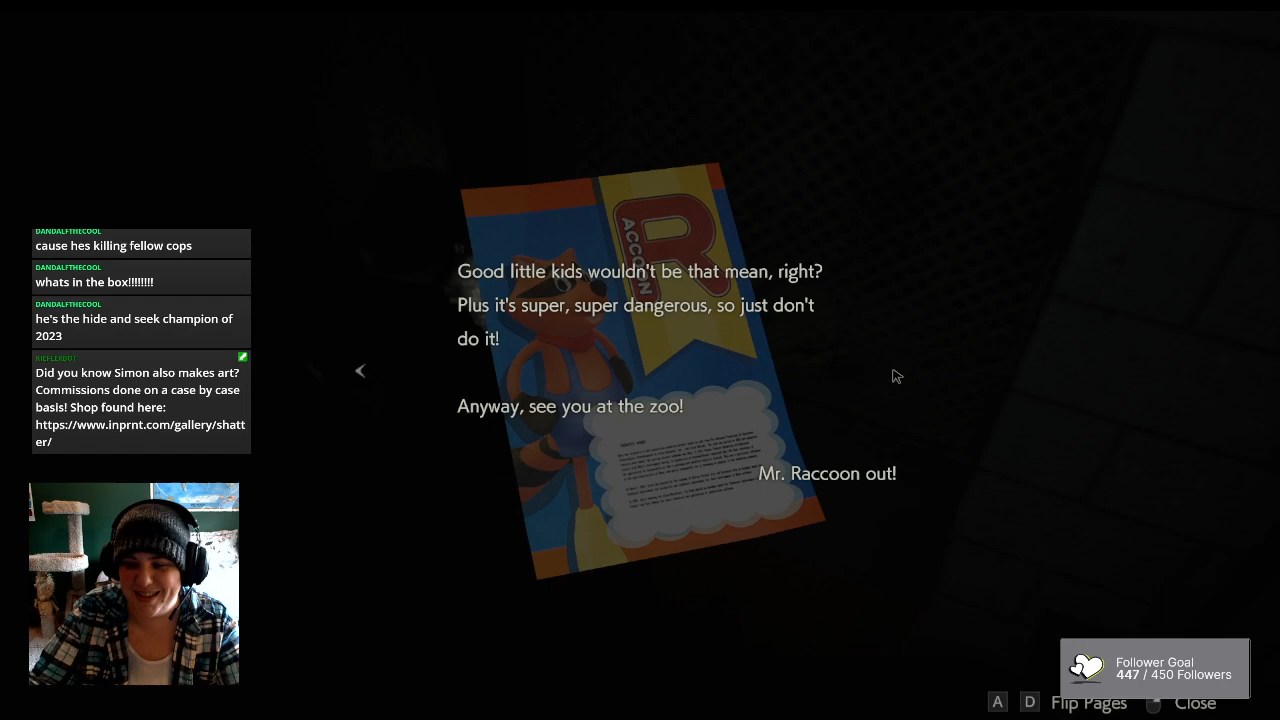 DANDALFTHECOOL
cause hes killing fellow cops
DANDALFTHECOOL
whats in the box!!!!!!!!
DANDALFTHECOOL
he's the hide and seek champion of
2023
KIEFLERBOT
Did you know Simon also makes art?
Commissions done on a case by case
basis! Shop found here:
https://www.inprnt.com/gallery/shatt
er/
R
ACCOON
Good little kids wouldn't be that mean, right?
Plus it's super, super dangerous, so just don't
do it!
Anyway, see you at the zoo!
Mr. Raccoon out!
Follower Goal
447 / 450 Followers
A D Flip Pages Close